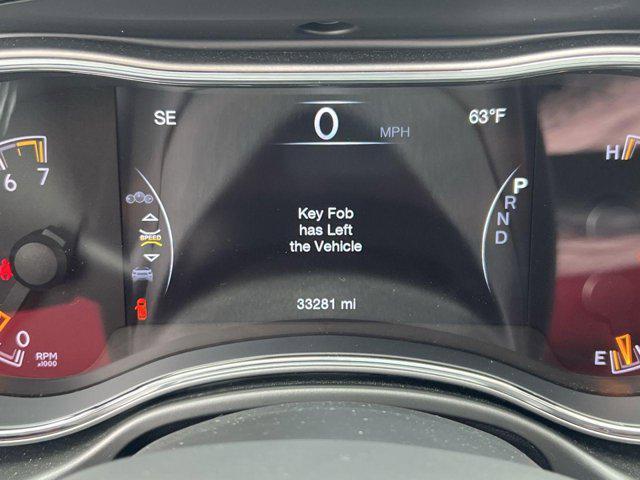 SE
0 MPH
63°F
6 7
H
SPEED
P
R
N
D
Key Fob
has Left
the Vehicle
33281 mi
0
RPM
x1000
E